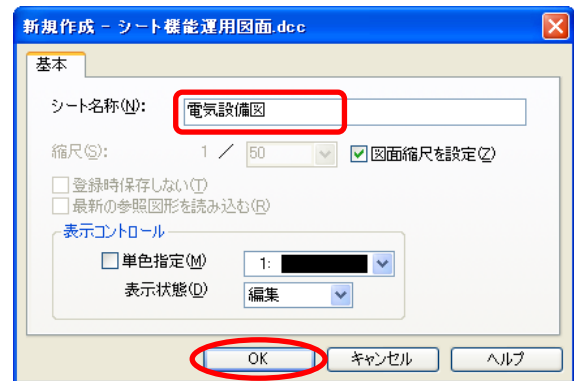 新規作成 - シート機能運用図面.dcc
基本
シート名称(N): 電気設備図
縮尺(S): 1 / 50 図面縮尺を設定(Z)
登録時保存しない(T)
最新の参照図形を読み込む(R)
表示コントロール
単色指定(M) 1:
表示状態(D) 編集
OK キャンセル ヘルプ